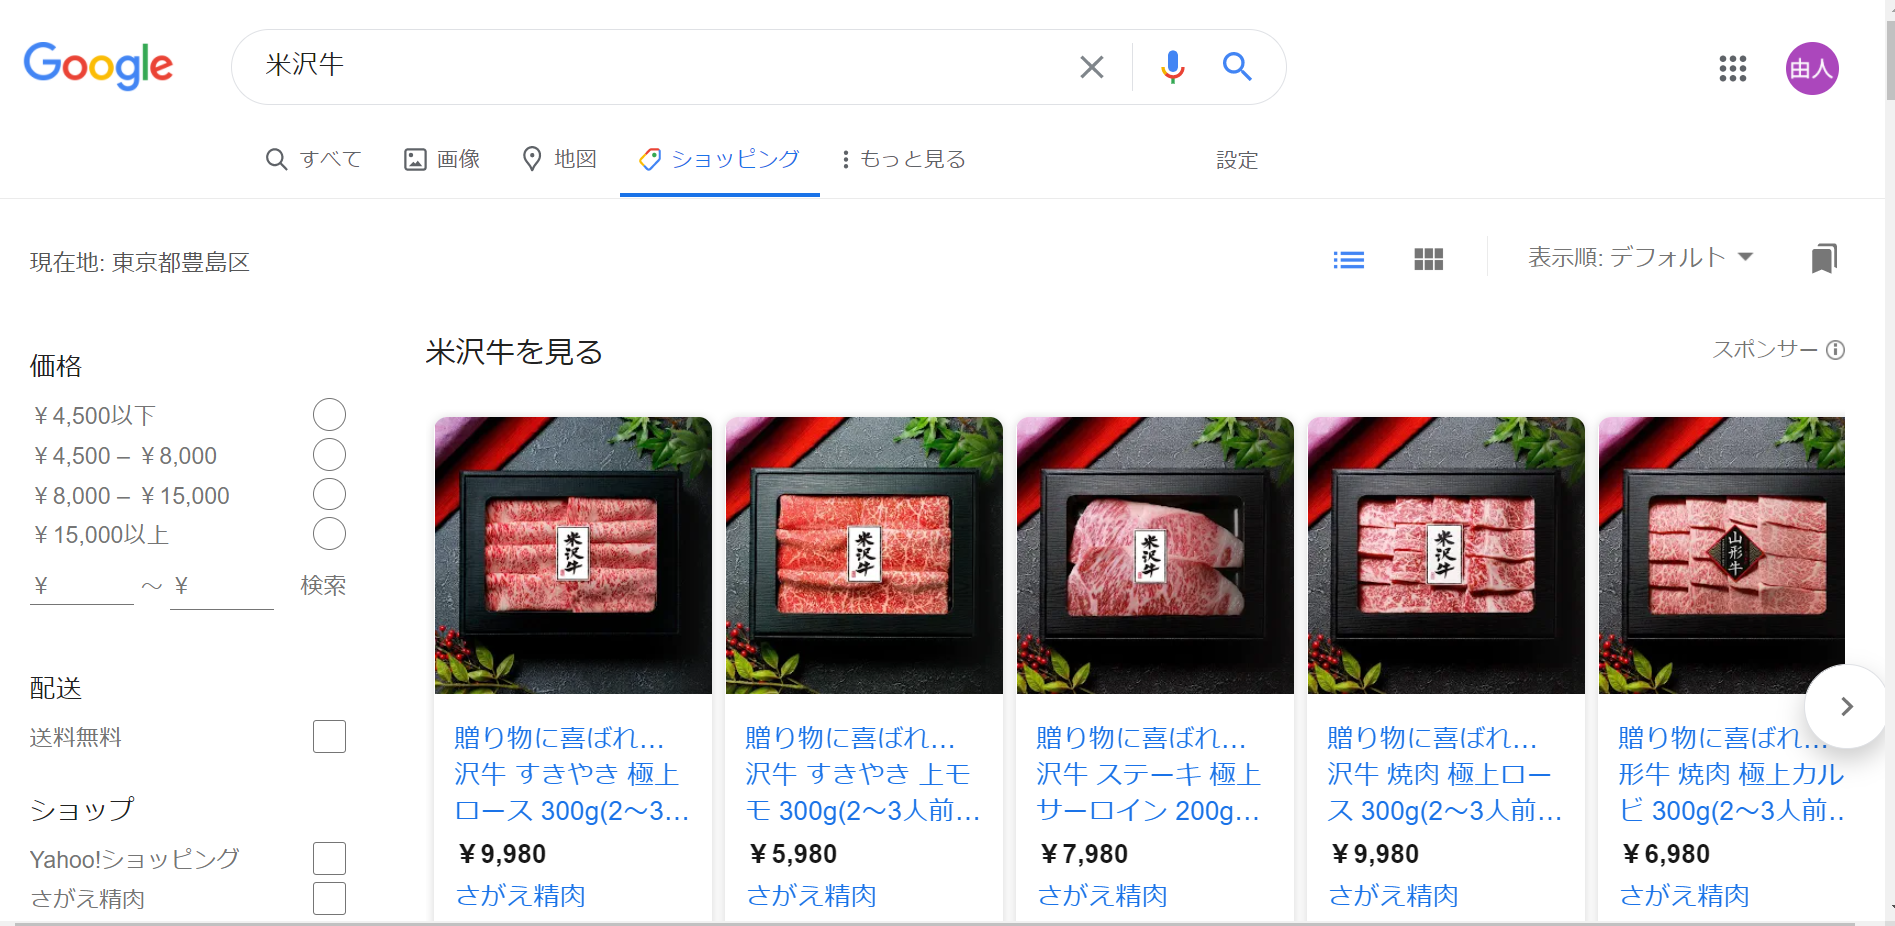 Google
米沢牛
由人
すべて
画像
地図
ショッピング
もっと見る
設定
現在地: 東京都豊島区
表示順: デフォルト
価格
¥4,500以下
¥4,500 – ¥8,000
¥8,000 – ¥15,000
¥15,000以上
¥ ～ ¥ 検索
配送
送料無料
ショップ
Yahoo!ショッピング
さがえ精肉
米沢牛を見る
スポンサー
米沢牛
贈り物に喜ばれ…
沢牛 すきやき 極上
ロース 300g(2～3…
¥9,980
さがえ精肉
米沢牛
贈り物に喜ばれ…
沢牛 すきやき 上モ
モ 300g(2～3人前…
¥5,980
さがえ精肉
米沢牛
贈り物に喜ばれ…
沢牛 ステーキ 極上
サーロイン 200g…
¥7,980
さがえ精肉
米沢牛
贈り物に喜ばれ…
沢牛 焼肉 極上ロー
ス 300g(2～3人前…
¥9,980
さがえ精肉
山形牛
贈り物に喜ばれ…
形牛 焼肉 極上カル
ビ 300g(2～3人前…
¥6,980
さがえ精肉